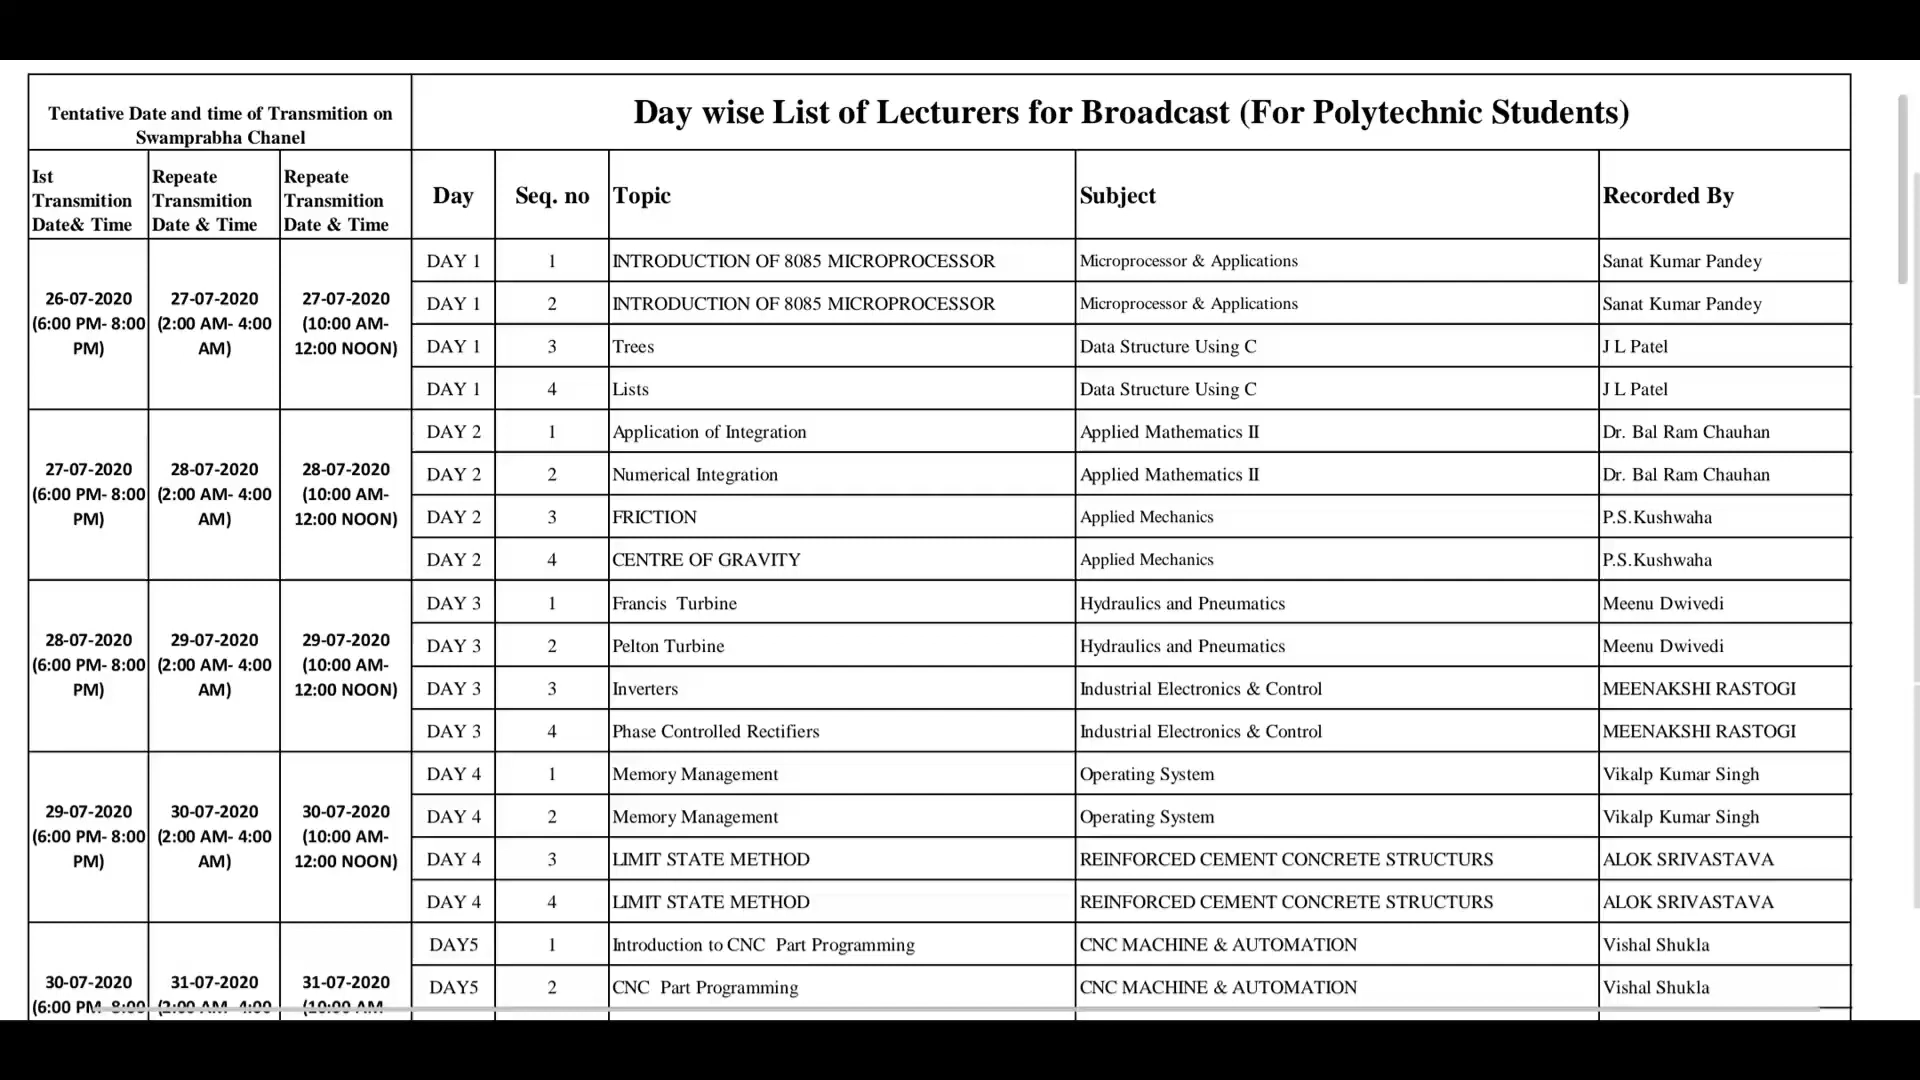 Tentative Date and time of Transmition on
Swamprabha Chanel
Day wise List of Lecturers for Broadcast (For Polytechnic Students)
Ist
Transmition
Date& Time
Repeate
Transmition
Date & Time
Repeate
Transmition
Date & Time
Day
Seq. no
Topic
Subject
Recorded By
26-07-2020
(6:00 PM- 8:00
PM)
27-07-2020
(2:00 AM- 4:00
AM)
27-07-2020
(10:00 AM-
12:00 NOON)
DAY 1 1 INTRODUCTION OF 8085 MICROPROCESSOR Microprocessor & Applications Sanat Kumar Pandey
DAY 1 2 INTRODUCTION OF 8085 MICROPROCESSOR Microprocessor & Applications Sanat Kumar Pandey
DAY 1 3 Trees Data Structure Using C J L Patel
DAY 1 4 Lists Data Structure Using C J L Patel
27-07-2020
(6:00 PM- 8:00
PM)
28-07-2020
(2:00 AM- 4:00
AM)
28-07-2020
(10:00 AM-
12:00 NOON)
DAY 2 1 Application of Integration Applied Mathematics II Dr. Bal Ram Chauhan
DAY 2 2 Numerical Integration Applied Mathematics II Dr. Bal Ram Chauhan
DAY 2 3 FRICTION Applied Mechanics P.S.Kushwaha
DAY 2 4 CENTRE OF GRAVITY Applied Mechanics P.S.Kushwaha
28-07-2020
(6:00 PM- 8:00
PM)
29-07-2020
(2:00 AM- 4:00
AM)
29-07-2020
(10:00 AM-
12:00 NOON)
DAY 3 1 Francis Turbine Hydraulics and Pneumatics Meenu Dwivedi
DAY 3 2 Pelton Turbine Hydraulics and Pneumatics Meenu Dwivedi
DAY 3 3 Inverters Industrial Electronics & Control MEENAKSHI RASTOGI
DAY 3 4 Phase Controlled Rectifiers Industrial Electronics & Control MEENAKSHI RASTOGI
29-07-2020
(6:00 PM- 8:00
PM)
30-07-2020
(2:00 AM- 4:00
AM)
30-07-2020
(10:00 AM-
12:00 NOON)
DAY 4 1 Memory Management Operating System Vikalp Kumar Singh
DAY 4 2 Memory Management Operating System Vikalp Kumar Singh
DAY 4 3 LIMIT STATE METHOD REINFORCED CEMENT CONCRETE STRUCTURS ALOK SRIVASTAVA
DAY 4 4 LIMIT STATE METHOD REINFORCED CEMENT CONCRETE STRUCTURS ALOK SRIVASTAVA
30-07-2020
(6:00 PM- 8:00
31-07-2020
(2:00 AM- 4:00
31-07-2020
(10:00 AM-
DAY5 1 Introduction to CNC Part Programming CNC MACHINE & AUTOMATION Vishal Shukla
DAY5 2 CNC Part Programming CNC MACHINE & AUTOMATION Vishal Shukla